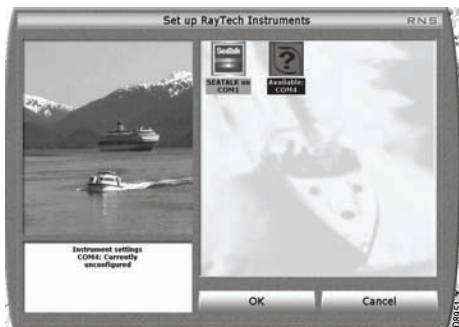 Set up RayTech Instruments
RNS
SeaTalk
SEATALK on
COM1
Available:
COM4
Instrument settings
COM4: Currently
unconfigured
OK
Cancel